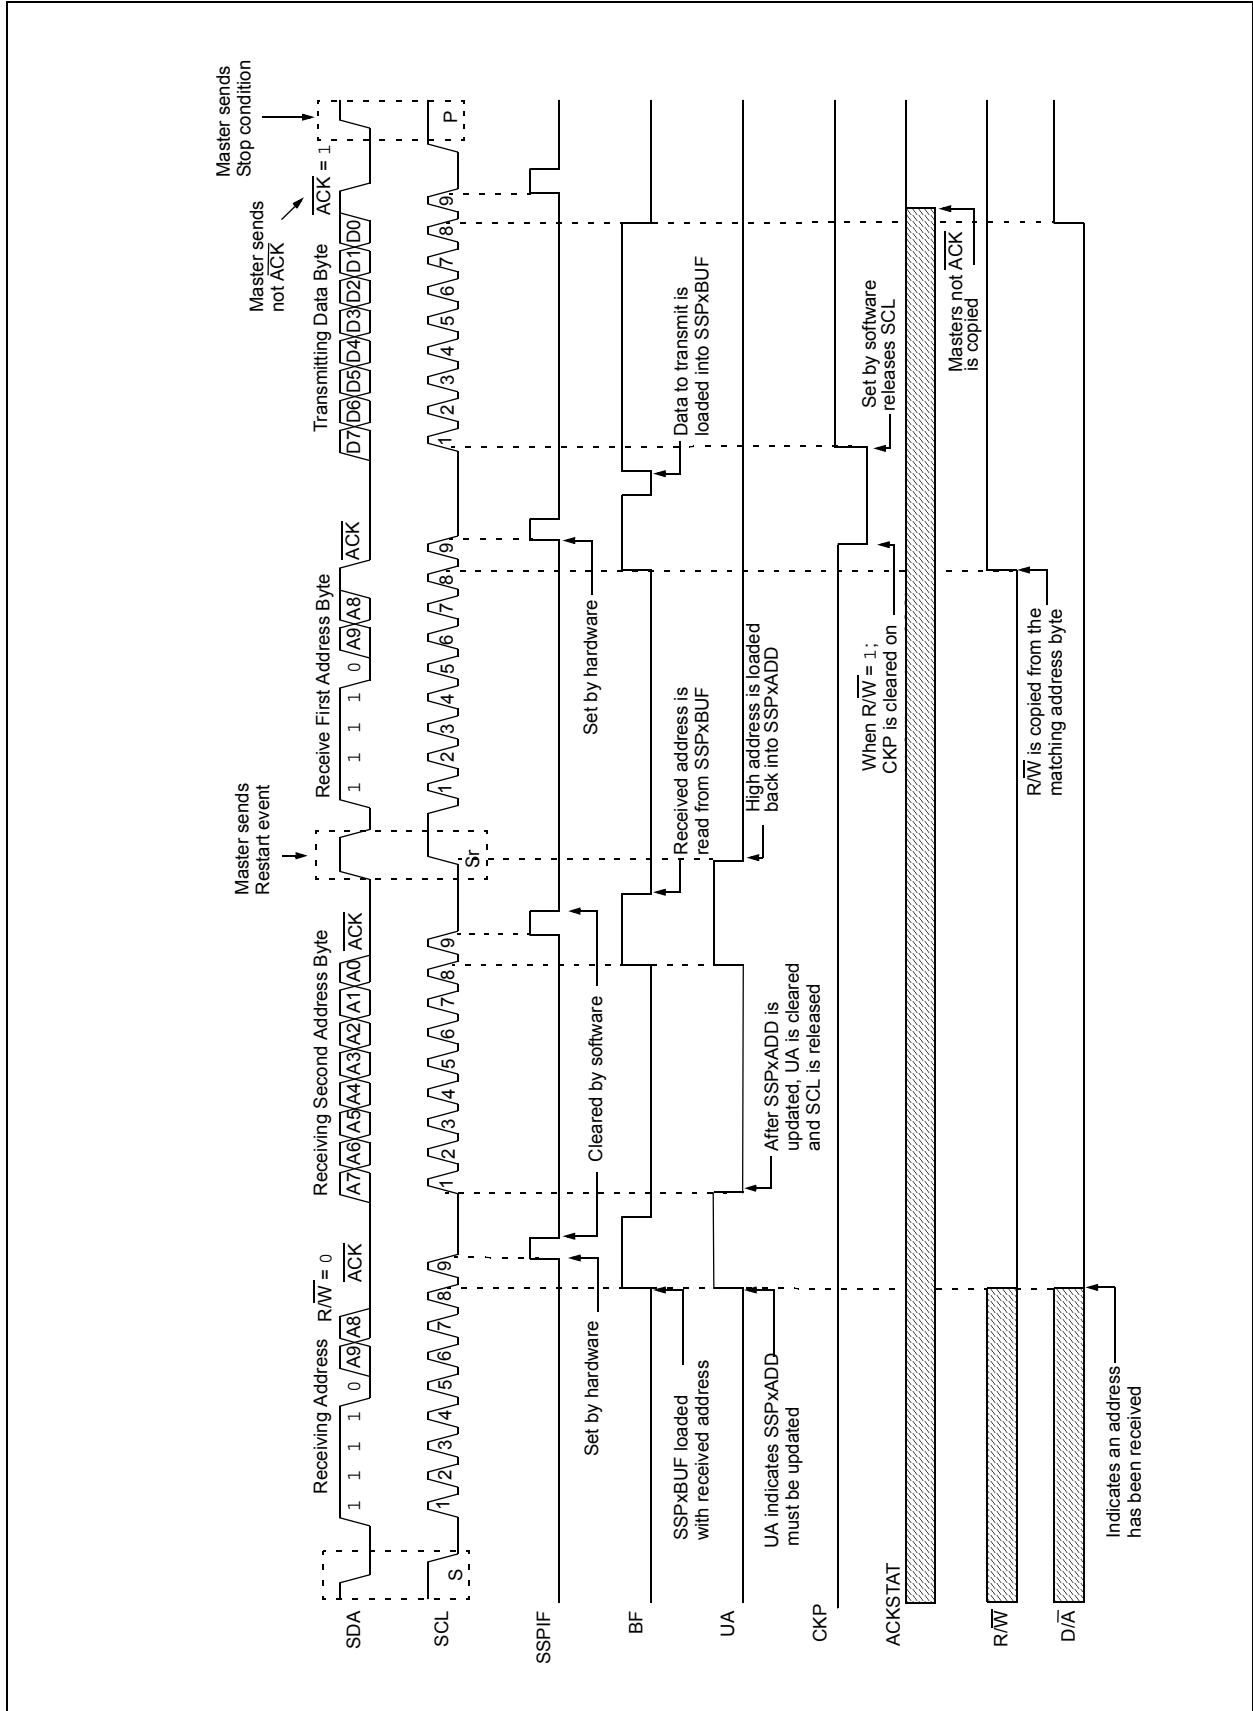 Master sends
Stop condition
Master sends
not ACK
Master sends
Restart event
Receiving Address R/W = 0
Receiving Second Address Byte
Receive First Address Byte
Transmitting Data Byte
ACK = 1
SDA
1 1 1 1 0 A9 A8 ACK
A7 A6 A5 A4 A3 A2 A1 A0 ACK
1 1 1 1 0 A9 A8 ACK
D7 D6 D5 D4 D3 D2 D1 D0
SCL
S
1 2 3 4 5 6 7 8 9
1 2 3 4 5 6 7 8 9
Sr
1 2 3 4 5 6 7 8 9
1 2 3 4 5 6 7 8 9
P
SSPIF
Set by hardware
Cleared by software
Set by hardware
BF
SSPxBUF loaded
with received address
Received address is
read from SSPxBUF
Data to transmit is
loaded into SSPxBUF
UA
UA indicates SSPxADD
must be updated
After SSPxADD is
updated, UA is cleared
and SCL is released
High address is loaded
back into SSPxADD
CKP
When R/W = 1;
CKP is cleared on
Set by software
releases SCL
ACKSTAT
Masters not ACK
is copied
R/W
R/W is copied from the
matching address byte
D/A
Indicates an address
has been received